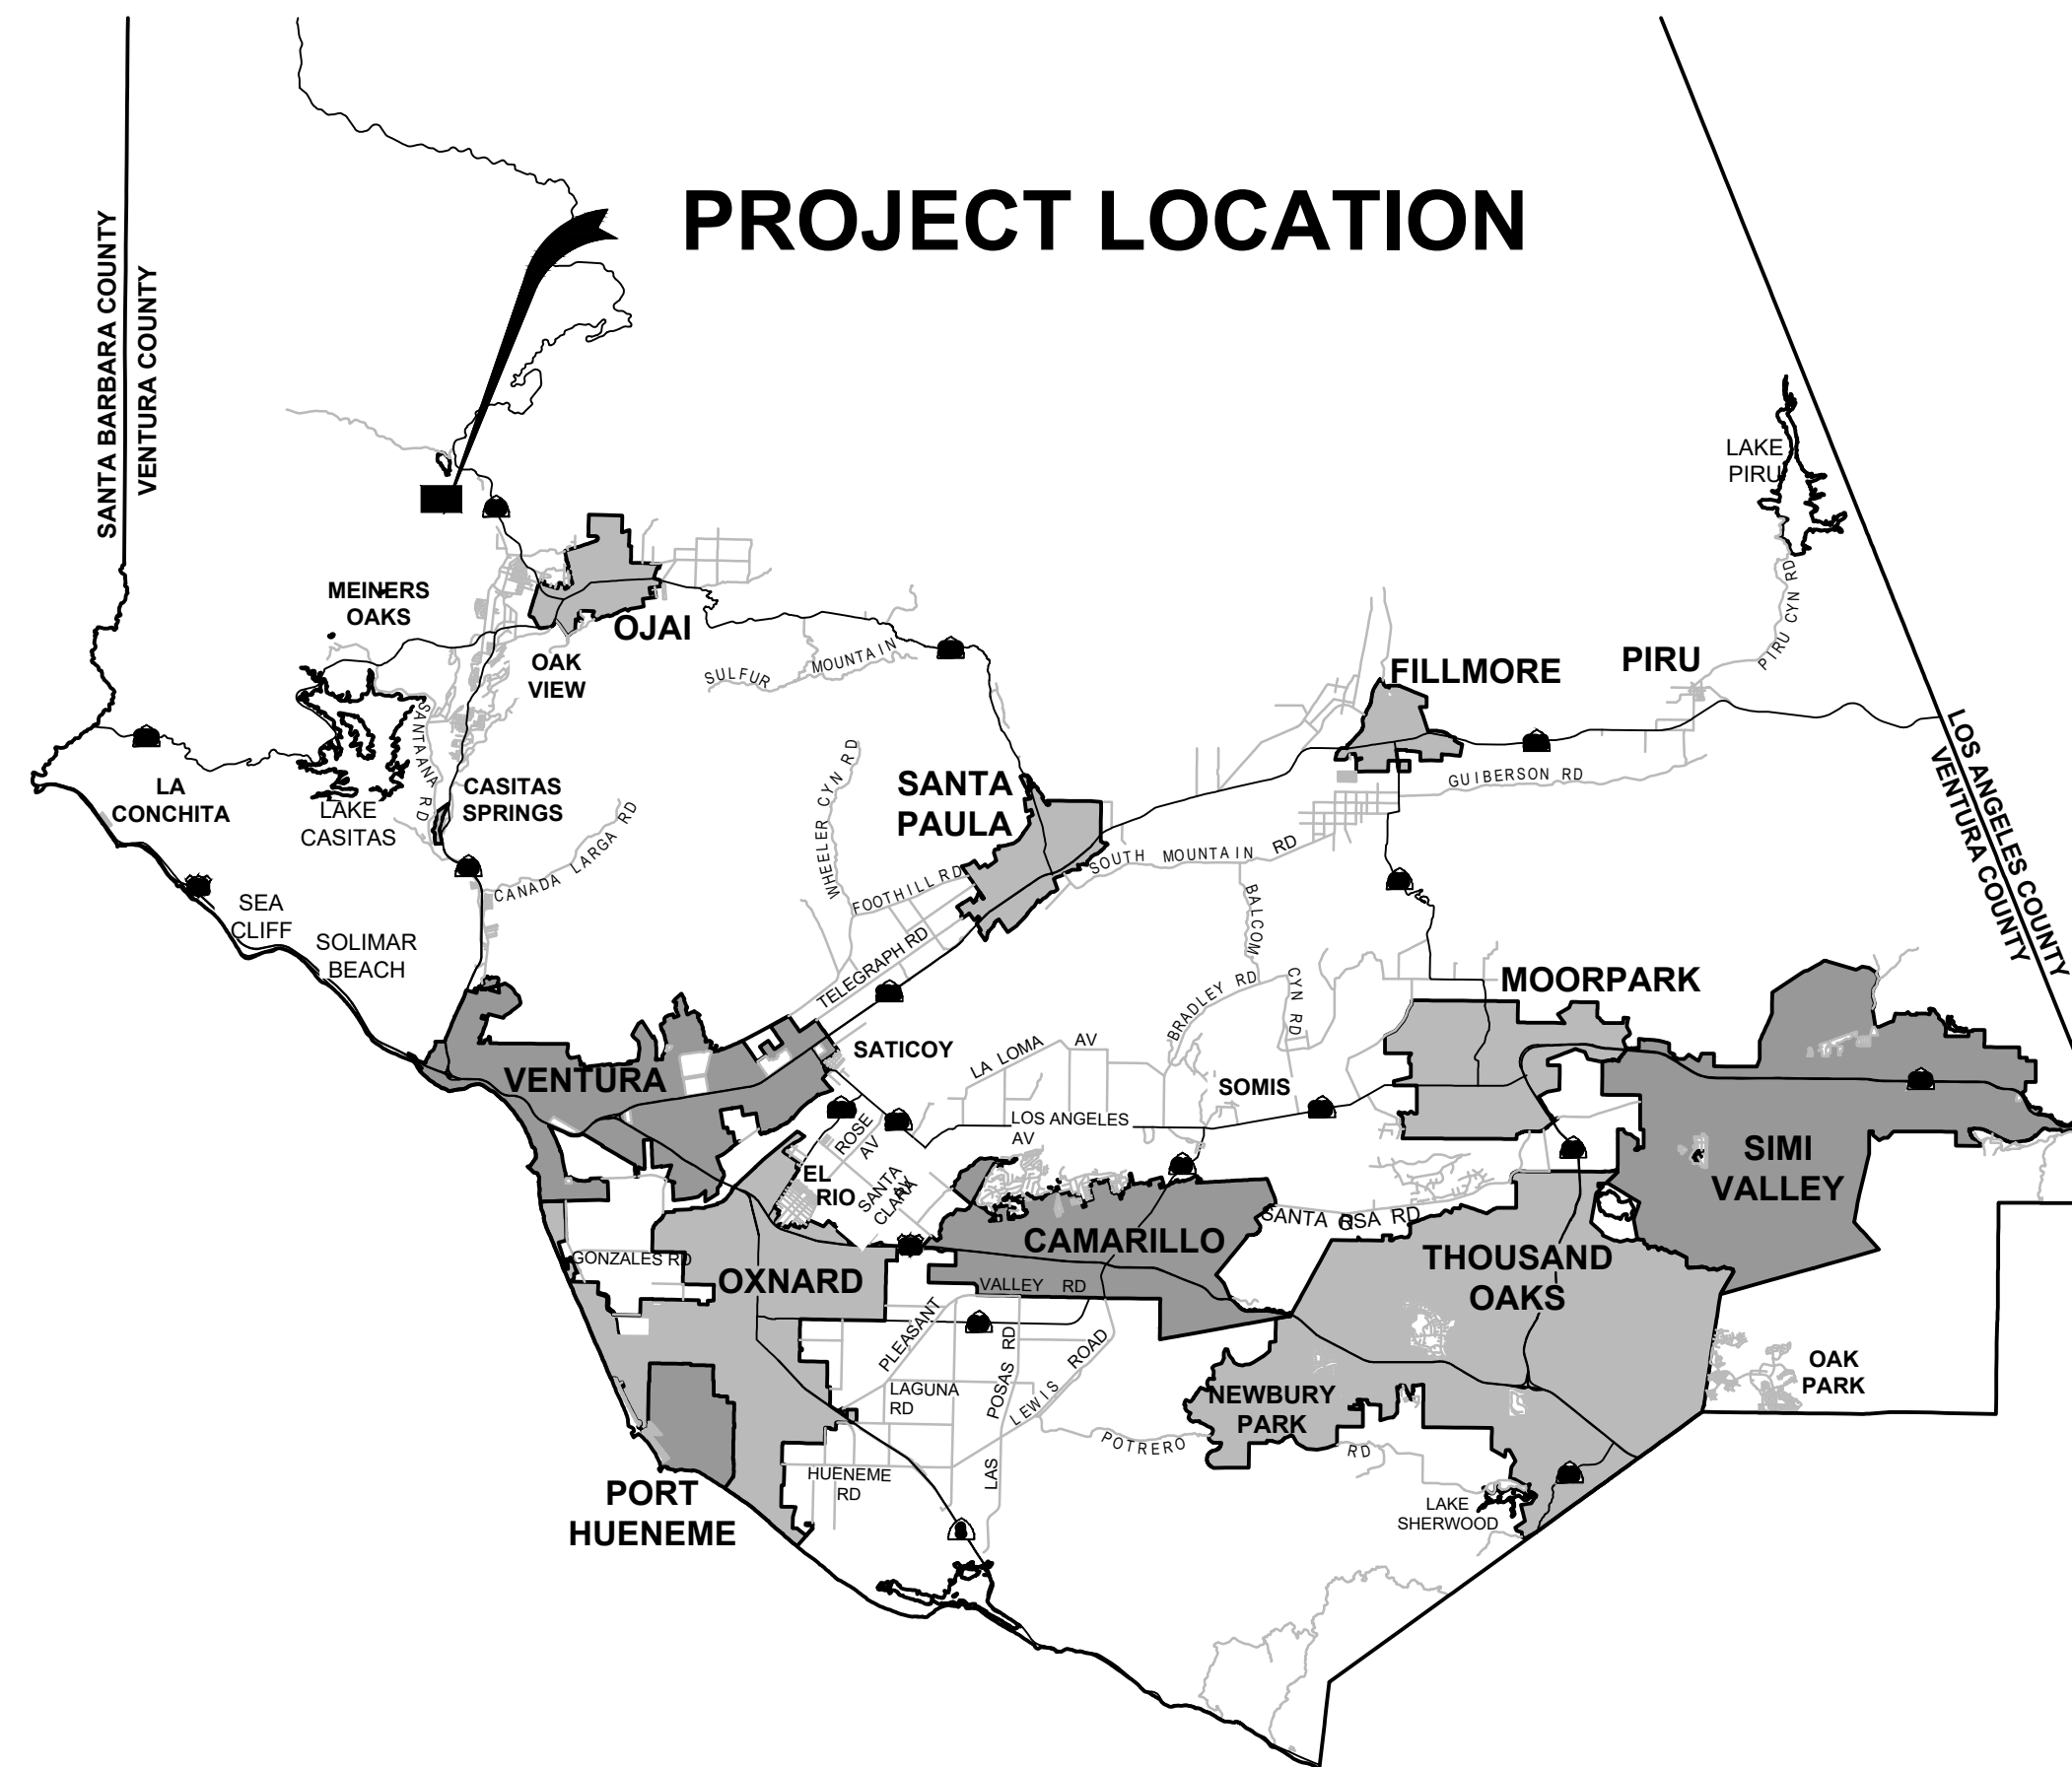 PROJECT LOCATION
SANTA BARBARA COUNTY
VENTURA COUNTY
LAKE
PIRU
PIRU CYN RD
MEINERS
OAKS
OJAI
OAK
VIEW
SULFUR MOUNTAIN
FILLMORE
PIRU
LOS ANGELES COUNTY
VENTURA COUNTY
SANTA ANA RD
LA
CONCHITA
LAKE
CASITAS
CASITAS
SPRINGS
CANADA LARGA RD
WHEELER CYN RD
SANTA
PAULA
GUIBERSON RD
SOUTH MOUNTAIN RD
FOOTHILL RD
TELEGRAPH RD
BALCOM
CYN RD
BRADLEY RD
SEA
CLIFF
SOLIMAR
BEACH
MOORPARK
SATICOY
LA LOMA AV
VENTURA
SOMIS
LOS ANGELES
AV
ROSE
AV
EL
RIO
SANTA
CLARA
AV
SIMI
VALLEY
SANTA RSA RD
CAMARILLO
GONZALES RD
OXNARD
THOUSAND
OAKS
VALLEY RD
PLEASANT
POSAS RD
LEWIS ROAD
LAGUNA
RD
OAK
PARK
NEWBURY
PARK
POTRERO
RD
HUENEME
RD
LAS
PORT
HUENEME
LAKE
SHERWOOD